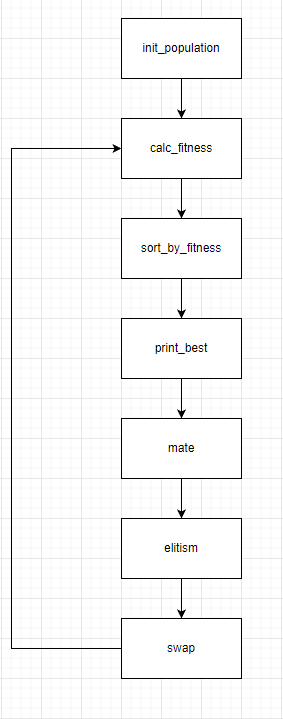 init_population
calc_fitness
sort_by_fitness
print_best
mate
elitism
swap